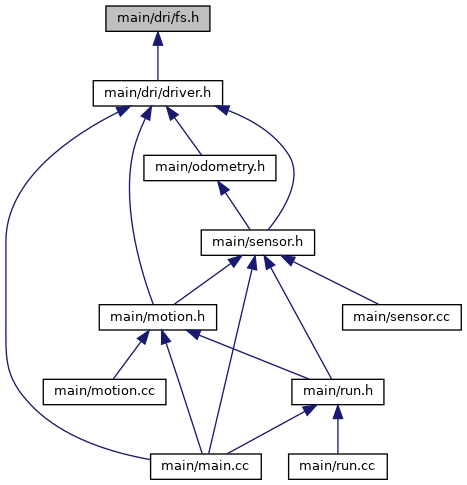 main/dri/fs.h
main/dri/driver.h
main/odometry.h
main/sensor.h
main/motion.h
main/sensor.cc
main/motion.cc
main/run.h
main/main.cc
main/run.cc